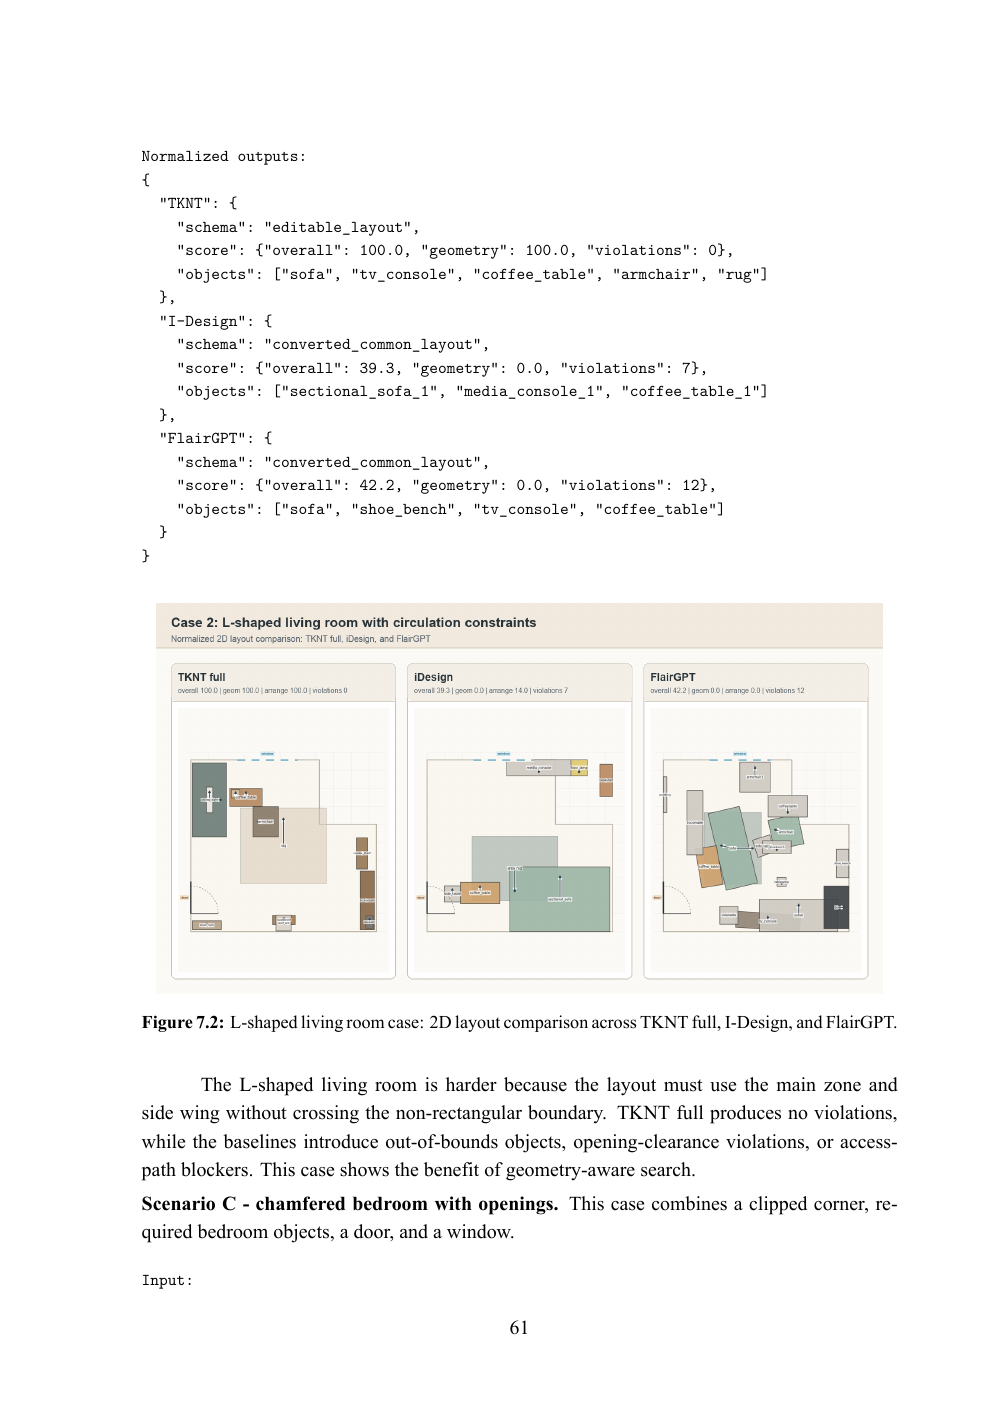 Normalized outputs:
{
"TKNT": {
"schema": "editable_layout",
"score": {"overall": 100.0, "geometry": 100.0, "violations": 0},
"objects": ["sofa", "tv_console", "coffee_table", "armchair", "rug"]
},
"I-Design": {
"schema": "converted_common_layout",
"score": {"overall": 39.3, "geometry": 0.0, "violations": 7},
"objects": ["sectional_sofa_1", "media_console_1", "coffee_table_1"]
},
"FlairGPT": {
"schema": "converted_common_layout",
"score": {"overall": 42.2, "geometry": 0.0, "violations": 12},
"objects": ["sofa", "shoe_bench", "tv_console", "coffee_table"]
}
}
Case 2: L-shaped living room with circulation constraints
Normalized 2D layout comparison: TKNT full, iDesign, and FlairGPT
TKNT full
overall 100.0 | geom 100.0 | arrange 100.0 | violations 0
iDesign
overall 39.3 | geom 0.0 | arrange 14.0 | violations 7
FlairGPT
overall 42.2 | geom 0.0 | arrange 0.0 | violations 12
window
window
window
media_console
coffee_table
door
door
door
Figure 7.2: L-shaped living room case: 2D layout comparison across TKNT full, I-Design, and FlairGPT.
The L-shaped living room is harder because the layout must use the main zone and
side wing without crossing the non-rectangular boundary. TKNT full produces no violations,
while the baselines introduce out-of-bounds objects, opening-clearance violations, or access-
path blockers. This case shows the benefit of geometry-aware search.
Scenario C - chamfered bedroom with openings. This case combines a clipped corner, re-
quired bedroom objects, a door, and a window.
Input:
61